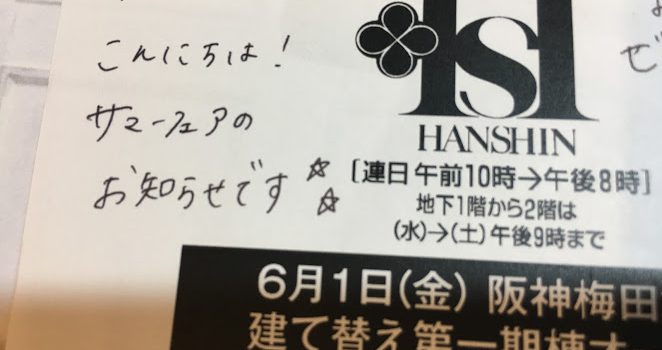 こんにちは!
サマーフェアの
お知らせです☆☆
HANSHIN
[連日午前10時→午後8時]
地下1階から2階は
(水)→(土)午後9時まで
6月1日(金) 阪神梅田
建て替え第一期棟オ